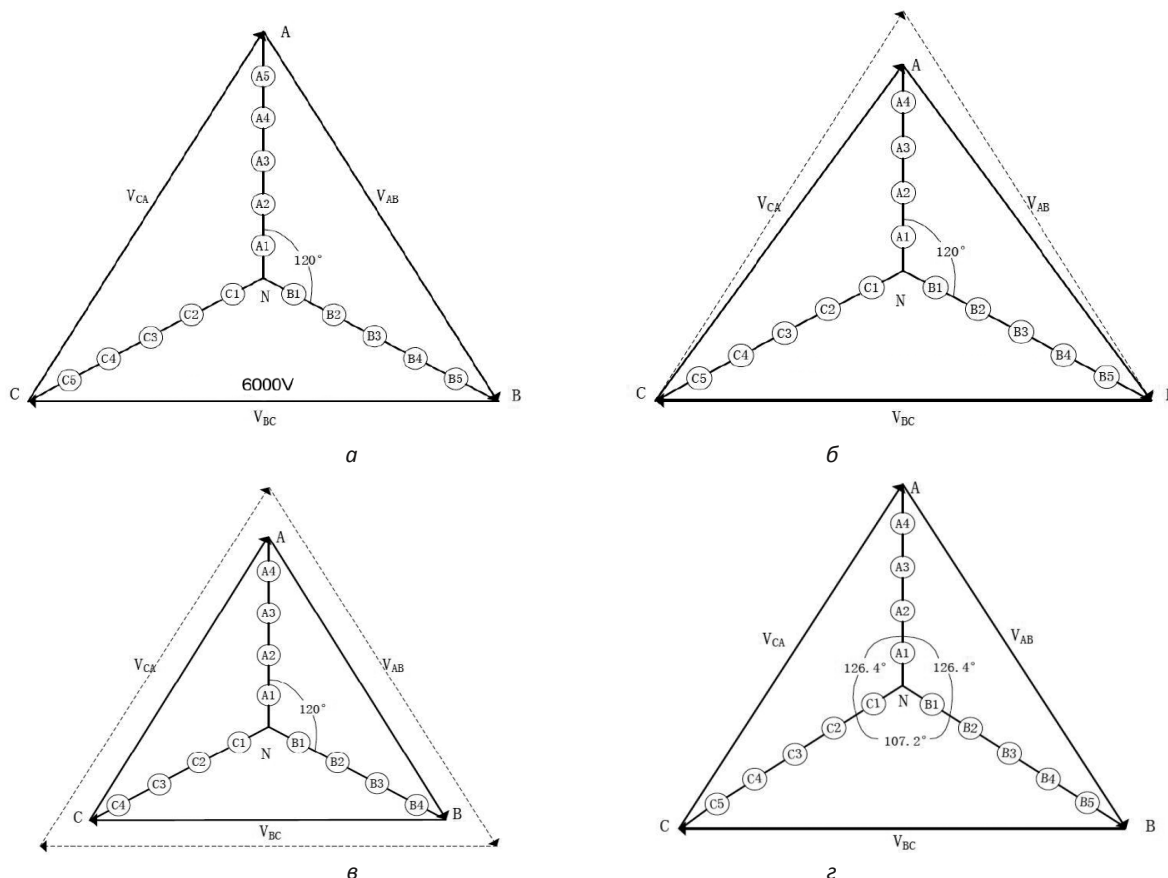 A
A5
A4
A3
A2
A1
V_CA
V_AB
120°
N
C1
C2
C3
C4
C5
B1
B2
B3
B4
B5
C
6000V
B
V_BC
а
A
A4
A3
A2
A1
V_CA
V_AB
120°
N
C1
C2
C3
C4
C5
B1
B2
B3
B4
B5
C
V_BC
б
A
A4
A3
A2
A1
V_CA
V_AB
120°
N
C1
C2
C3
C4
B1
B2
B3
B4
C
B
V_BC
в
A
A4
A3
A2
A1
V_CA
V_AB
126.4°
126.4°
N
107.2°
C1
C2
C3
C4
C5
B1
B2
B3
B4
B5
C
B
V_BC
г